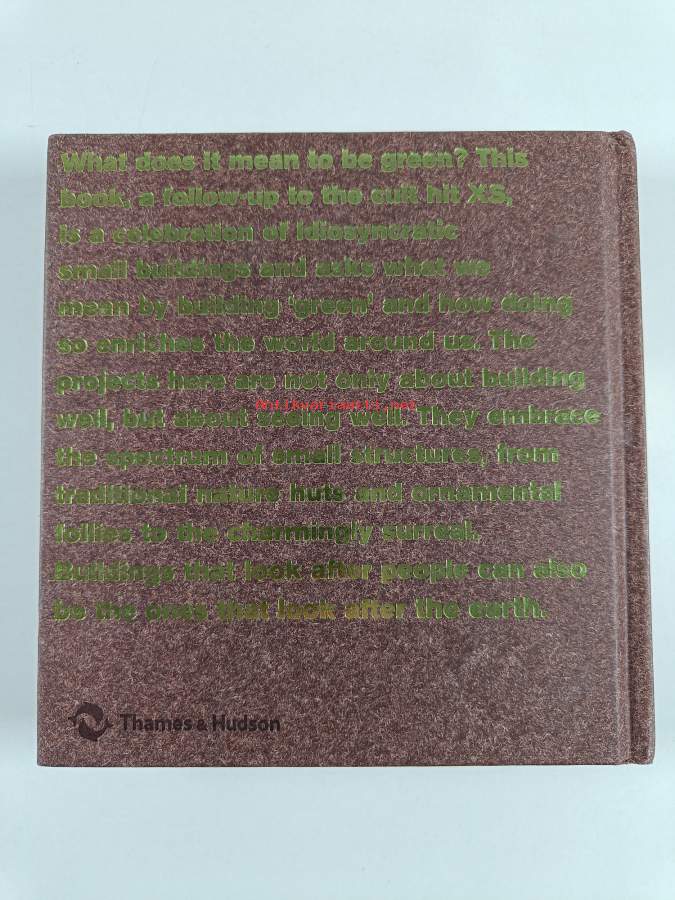 What does it mean to be green? This
book, a follow-up to the cult hit XS,
is a celebration of idiosyncratic
small buildings and asks what we
mean by building ‘green’ and how doing
so enriches the world around us. The
projects here are not only about building
well, but about seeing well. They embrace
the spectrum of small structures, from
traditional nature huts and ornamental
follies to the charmingly surreal.
Buildings that look after people can also
be the ones that look after the earth.
Thames & Hudson